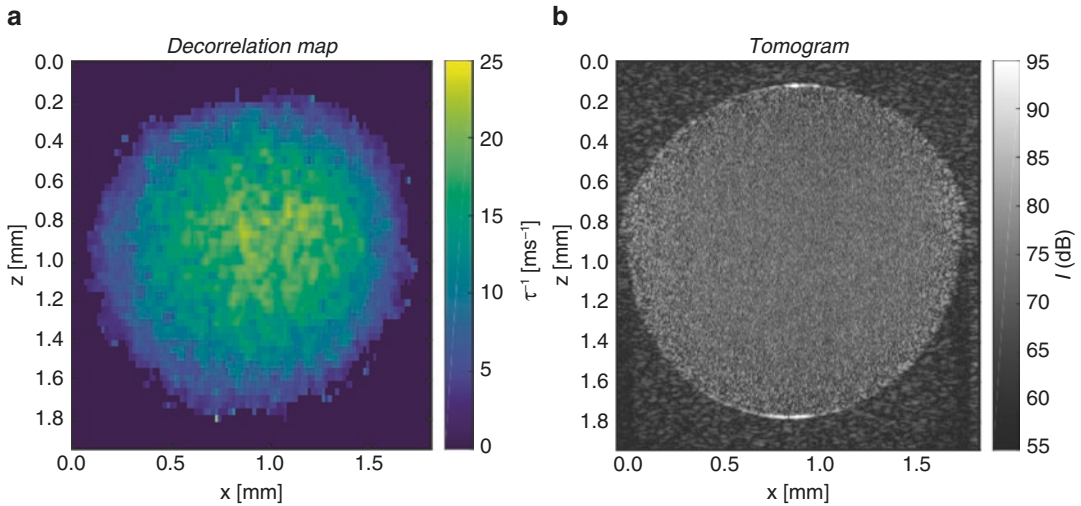 a
Decorrelation map
0.0
0.2
0.4
0.6
0.8
1.0
1.2
1.4
1.6
1.8
z [mm]
0.0 0.5 1.0 1.5
x [mm]
25
20
15
10
5
0
τ⁻¹ [ms⁻¹]
b
Tomogram
0.0
0.2
0.4
0.6
0.8
1.0
1.2
1.4
1.6
1.8
z [mm]
0.0 0.5 1.0 1.5
x [mm]
95
90
85
80
75
70
65
60
55
I (dB)